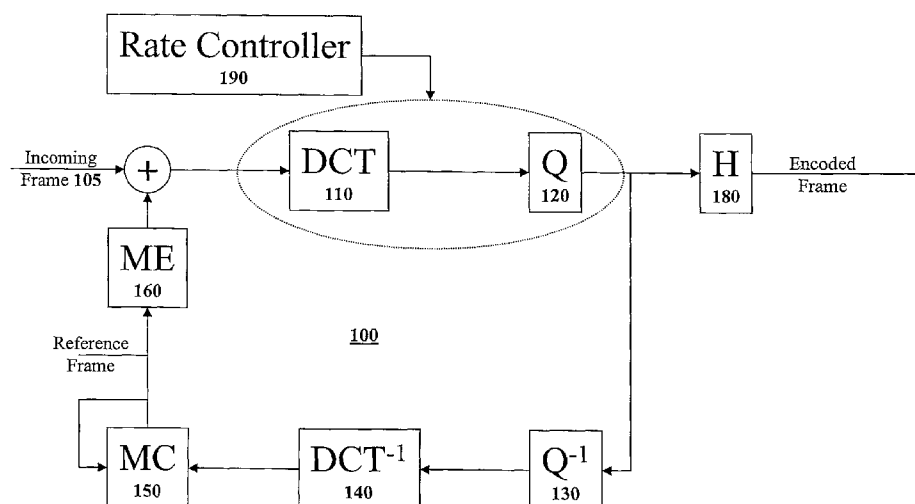 Rate Controller
190
Incoming
Frame 105
+
DCT
110
Q
120
H
180
Encoded
Frame
ME
160
100
Reference
Frame
MC
150
DCT-1
140
Q-1
130